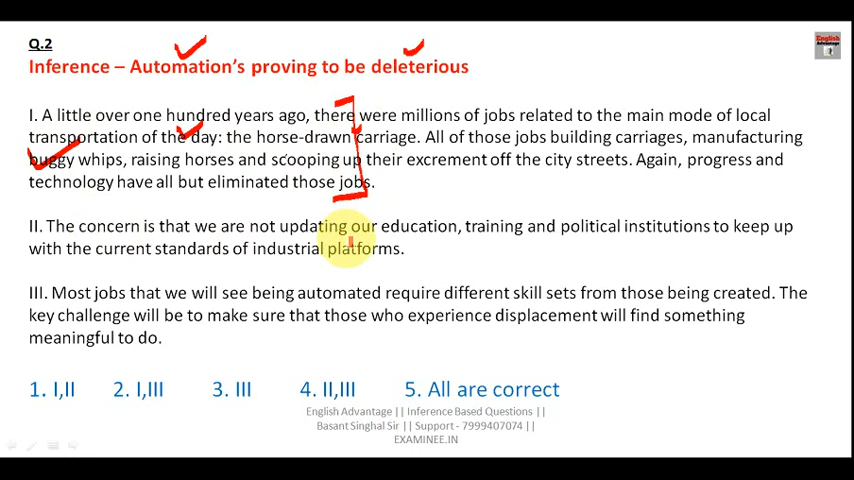 Q.2
English
Advantage
Inference – Automation's proving to be deleterious
I. A little over one hundred years ago, there were millions of jobs related to the main mode of local
transportation of the day: the horse-drawn carriage. All of those jobs building carriages, manufacturing
buggy whips, raising horses and scooping up their excrement off the city streets. Again, progress and
technology have all but eliminated those jobs.
II. The concern is that we are not updating our education, training and political institutions to keep up
with the current standards of industrial platforms.
III. Most jobs that we will see being automated require different skill sets from those being created. The
key challenge will be to make sure that those who experience displacement will find something
meaningful to do.
1. I,II 2. I,III 3. III 4. II,III 5. All are correct
English Advantage || Inference Based Questions ||
Basant Singhal Sir || Support - 7999407074 ||
EXAMINEE.IN